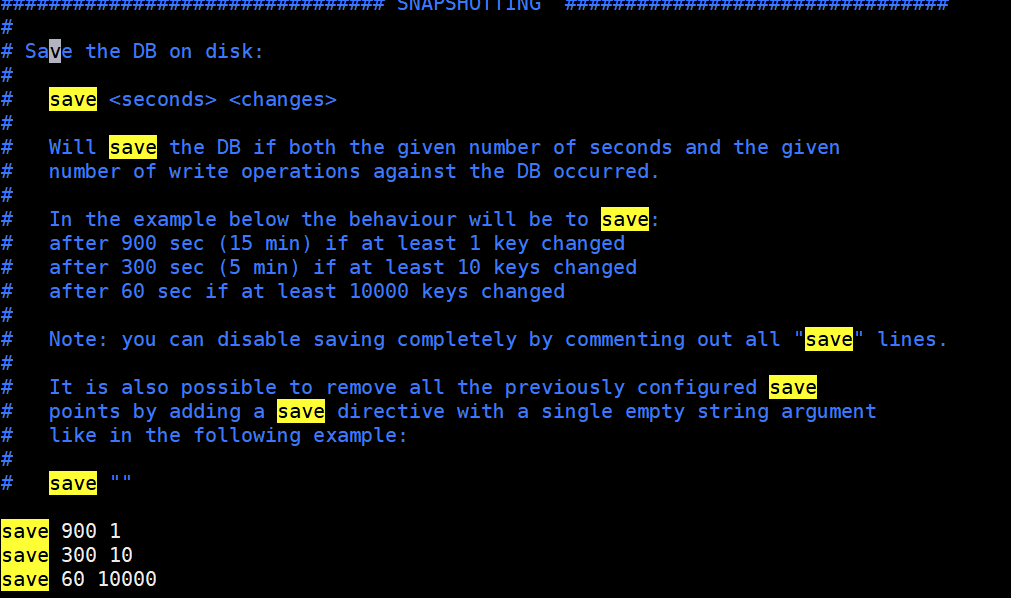 ################################ SNAPSHOTTING  ################################
#
# Save the DB on disk:
#
#   save <seconds> <changes>
#
#   Will save the DB if both the given number of seconds and the given
#   number of write operations against the DB occurred.
#
#   In the example below the behaviour will be to save:
#   after 900 sec (15 min) if at least 1 key changed
#   after 300 sec (5 min) if at least 10 keys changed
#   after 60 sec if at least 10000 keys changed
#
#   Note: you can disable saving completely by commenting out all "save" lines.
#
#   It is also possible to remove all the previously configured save
#   points by adding a save directive with a single empty string argument
#   like in the following example:
#
#   save ""

save 900 1
save 300 10
save 60 10000